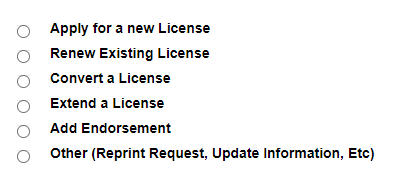 Apply for a new License
Renew Existing License
Convert a License
Extend a License
Add Endorsement
Other (Reprint Request, Update Information, Etc)